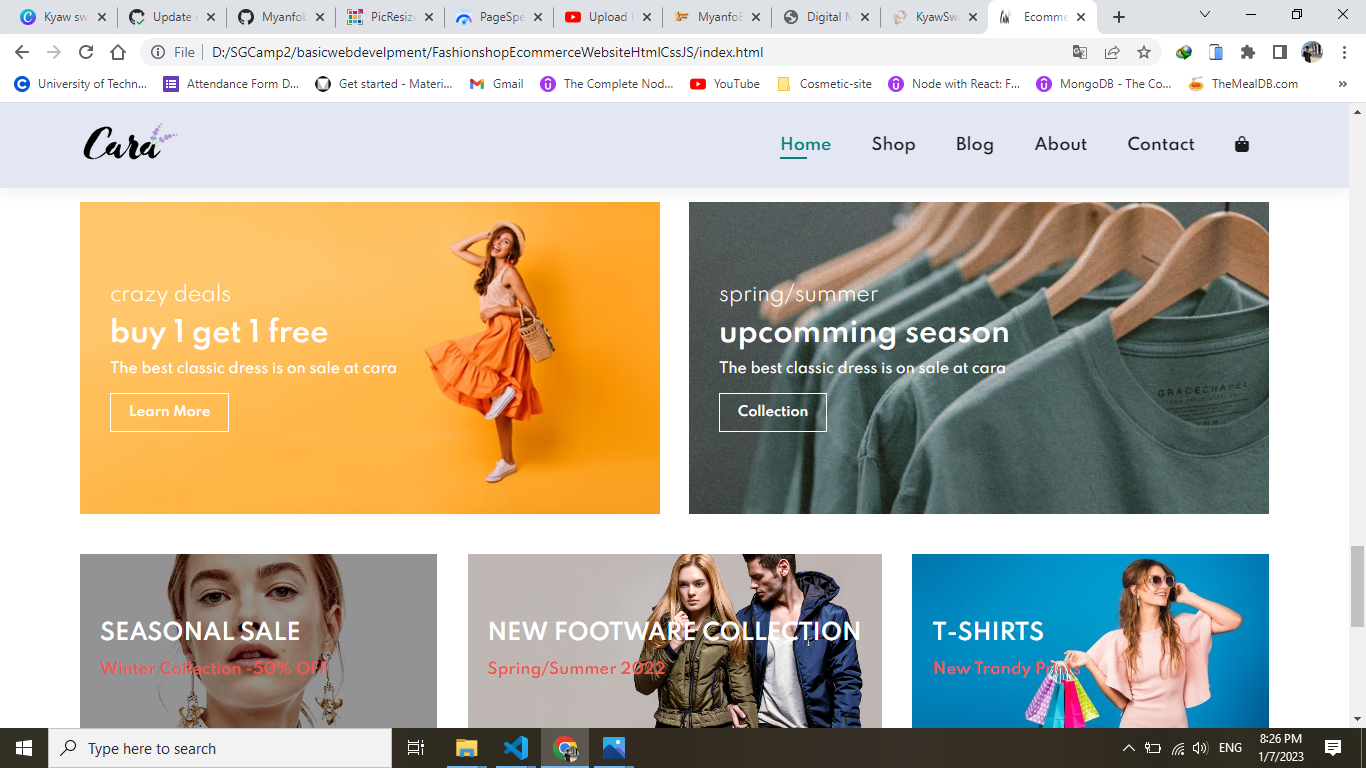 Kyaw sw
Update r
Myanfob
PicResize
PageSpe
Upload
Myanfo
Digital M
KyawSwa
Ecomme
File
D:/SGCamp2/basicwebdevelpment/FashionshopEcommerceWebsiteHtmlCssJS/index.html
University of Techn...
Attendance Form D...
Get started - Materi...
Gmail
The Complete Nod...
YouTube
Cosmetic-site
Node with React: F...
MongoDB - The Co...
TheMealDB.com
»
Cara
Home
Shop
Blog
About
Contact
crazy deals
buy 1 get 1 free
The best classic dress is on sale at cara
Learn More
spring/summer
upcomming season
The best classic dress is on sale at cara
Collection
GRACECHAPEL
SEASONAL SALE
Winter Collection -50% OFF
NEW FOOTWARE COLLECTION
Spring/Summer 2022
T-SHIRTS
New Trandy Prints
Type here to search
ENG
8:26 PM
1/7/2023